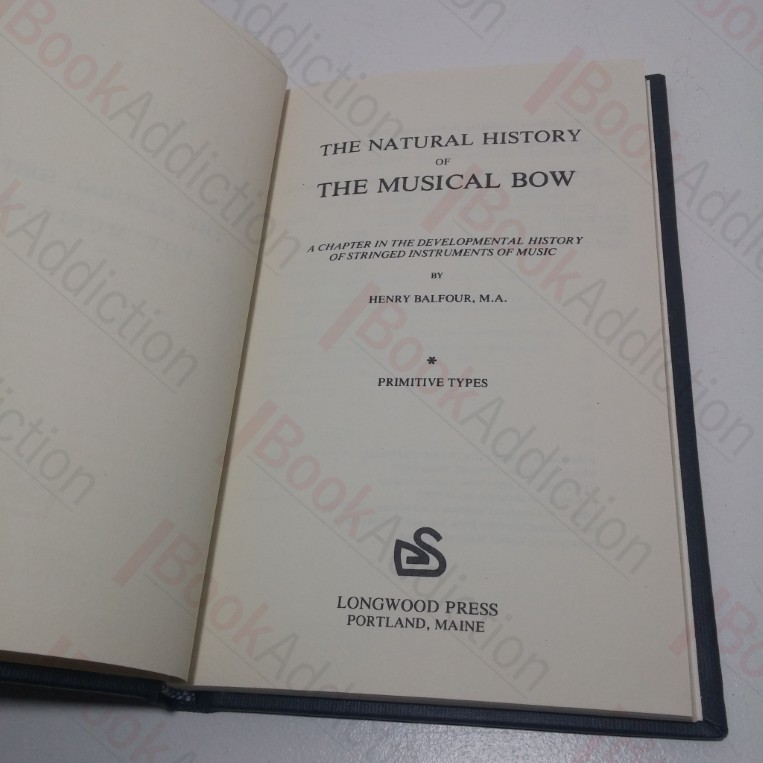 THE NATURAL HISTORY
OF
THE MUSICAL BOW
A CHAPTER IN THE DEVELOPMENTAL HISTORY
OF STRINGED INSTRUMENTS OF MUSIC
BY
HENRY BALFOUR, M.A.
*
PRIMITIVE TYPES
LONGWOOD PRESS
PORTLAND, MAINE
BookAddiction